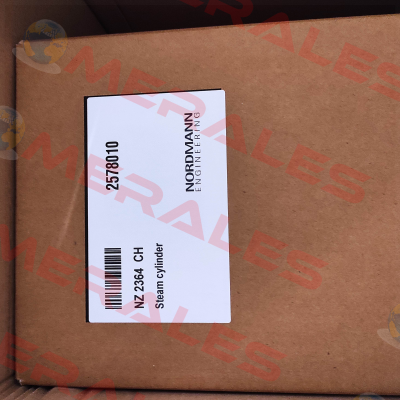 2578010
NZ 2364 CH
Steam cylinder
NORDMANN
ENGINEERING
MERALES
MERALES
MERALES